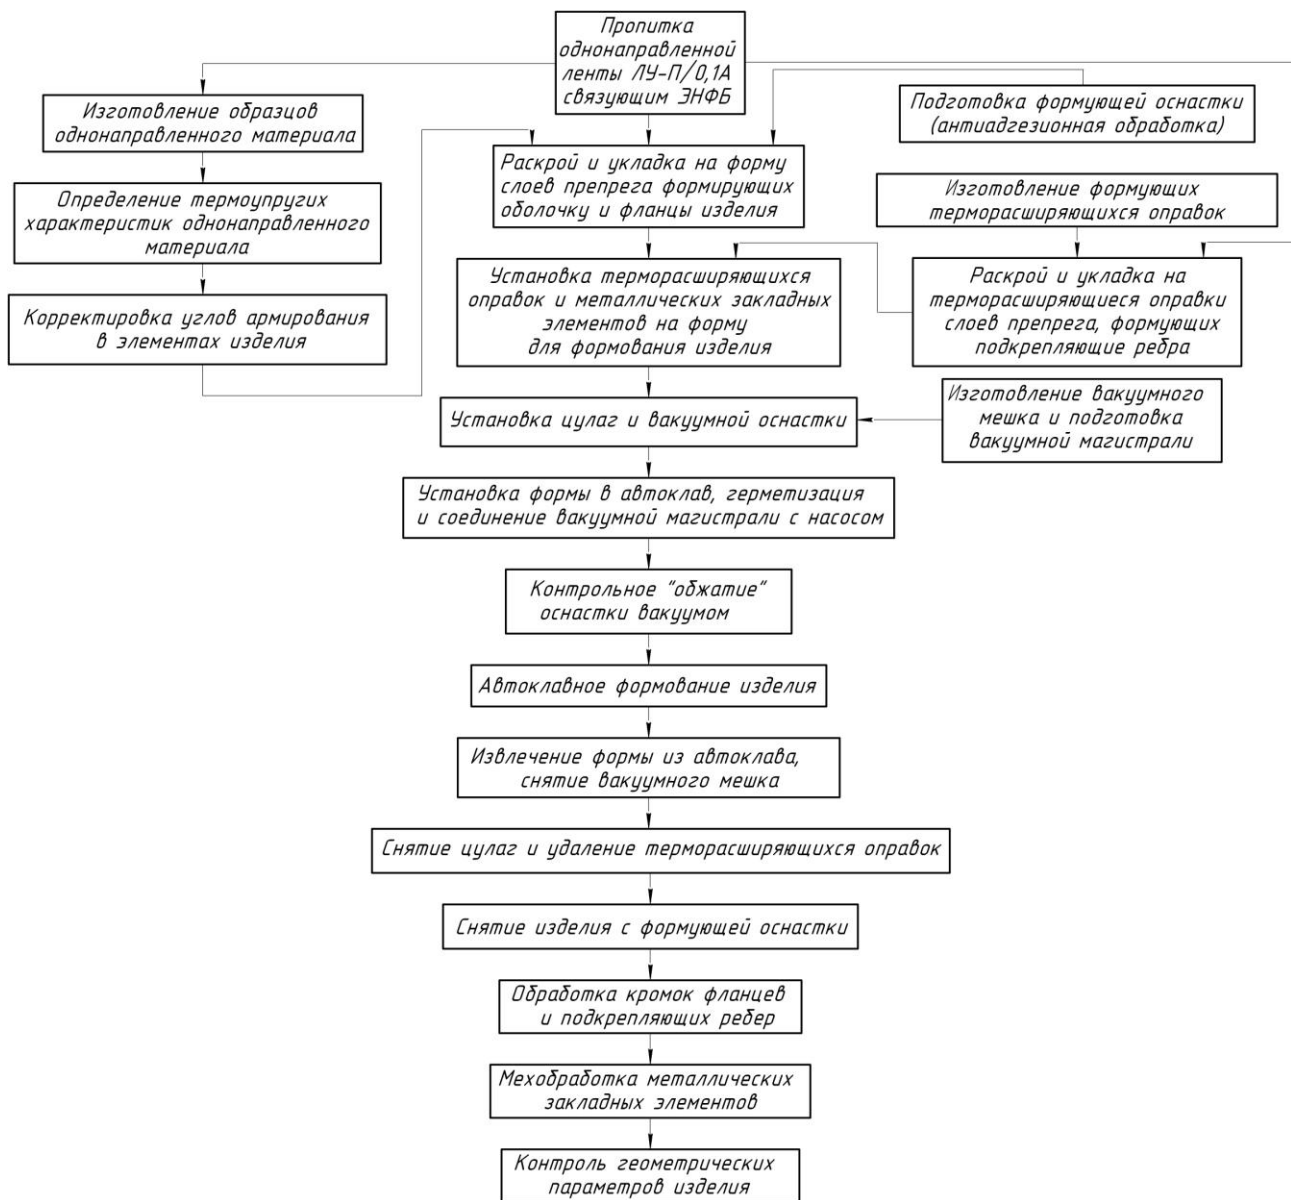 Пропитка
однонаправленной
ленты ЛУ-П/0,1А
связующим ЭНФБ
Изготовление образцов
однонаправленного материала
Подготовка формующей оснастки
(антиадгезионная обработка)
Раскрой и укладка на форму
слоев препрега формирующих
оболочку и фланцы изделия
Определение термоупругих
характеристик однонаправленного
материала
Изготовление формующих
терморасширяющихся оправок
Установка терморасширяющихся
оправок и металлических закладных
элементов на форму
для формования изделия
Раскрой и укладка на
терморасширяющиеся оправки
слоев препрега, формующих
подкрепляющие ребра
Корректировка углов армирования
в элементах изделия
Установка цулаг и вакуумной оснастки
Изготовление вакуумного
мешка и подготовка
вакуумной магистрали
Установка формы в автоклав, герметизация
и соединение вакуумной магистрали с насосом
Контрольное "обжатие"
оснастки вакуумом
Автоклавное формование изделия
Извлечение формы из автоклава,
снятие вакуумного мешка
Снятие цулаг и удаление терморасширяющихся оправок
Снятие изделия с формующей оснастки
Обработка кромок фланцев
и подкрепляющих ребер
Мехобработка металлических
закладных элементов
Контроль геометрических
параметров изделия